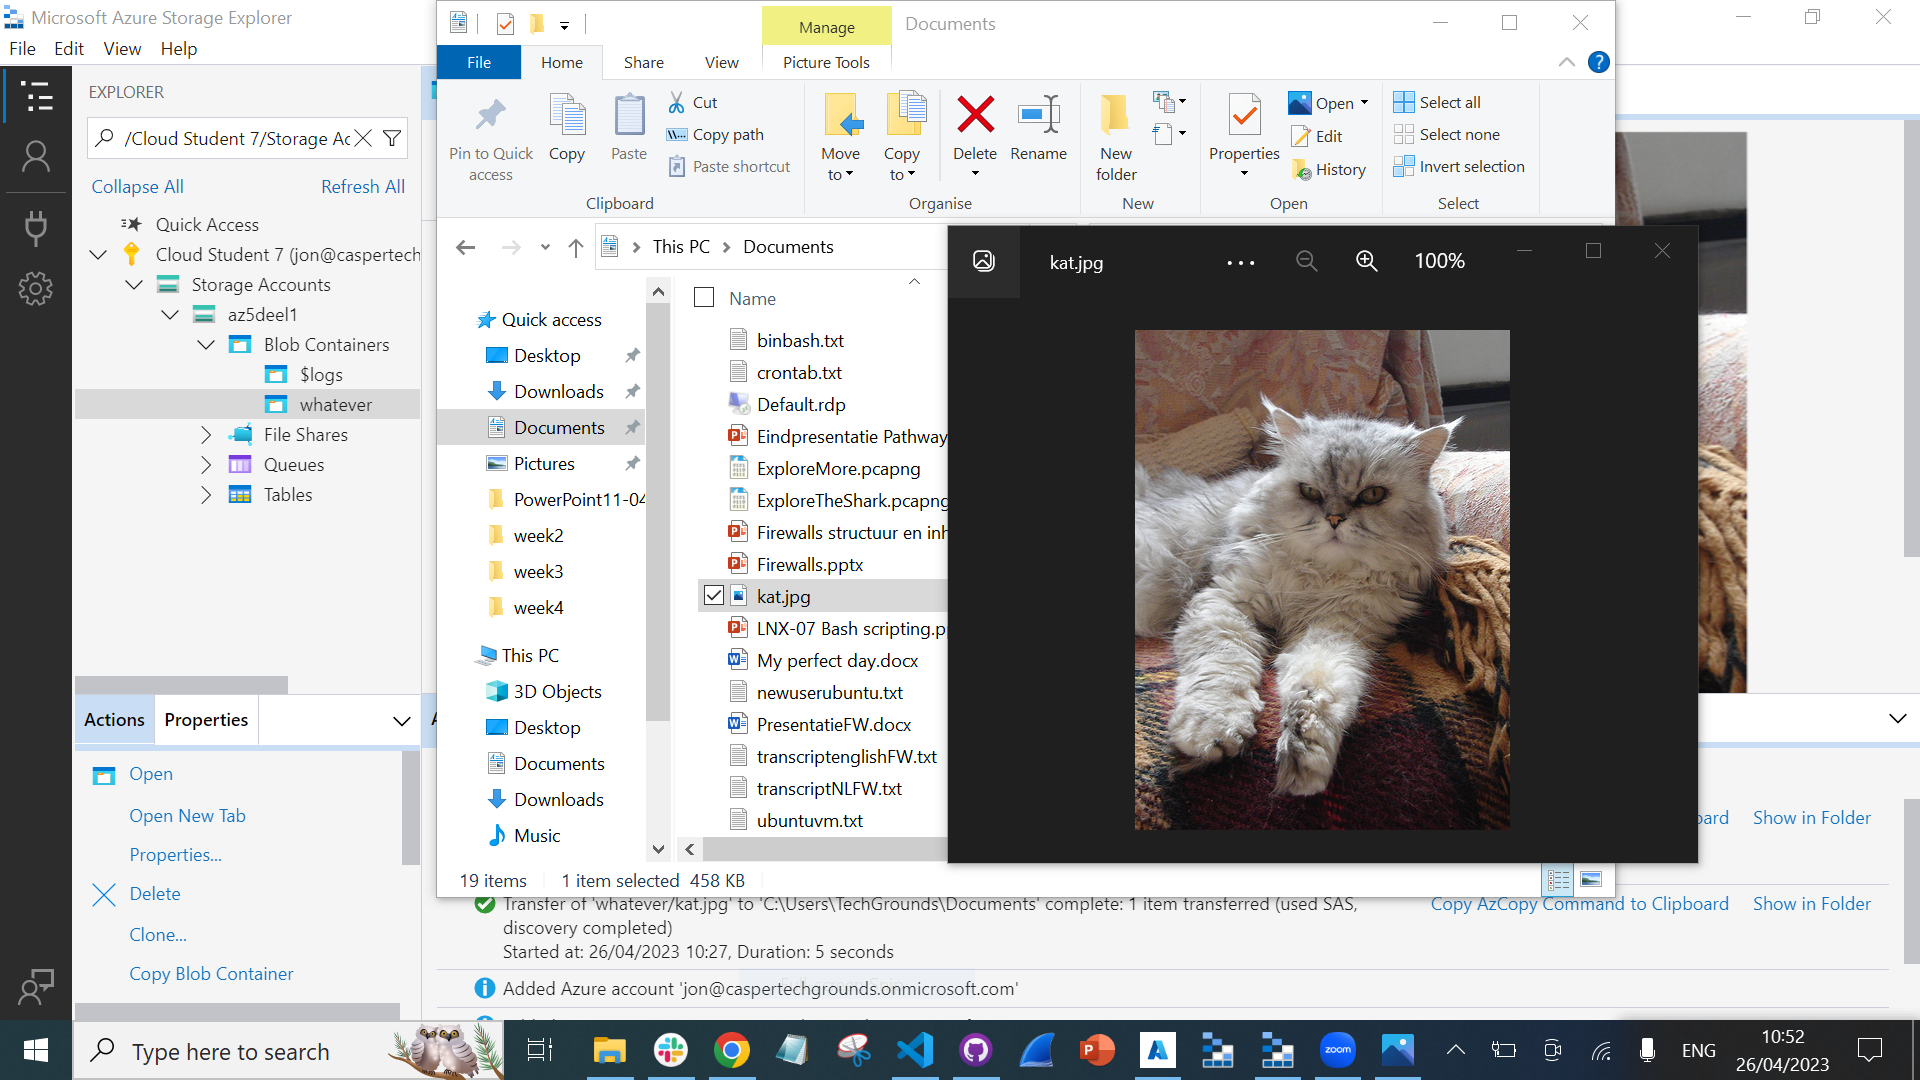 Microsoft Azure Storage Explorer
File Edit View Help
EXPLORER
/Cloud Student 7/Storage Ac
Collapse All Refresh All
Quick Access
Cloud Student 7 (jon@caspertech
Storage Accounts
az5deel1
Blob Containers
$logs
whatever
File Shares
Queues
Tables
Actions Properties
Open
Open New Tab
Properties...
Delete
Clone...
Copy Blob Container
Manage Documents
File Home Share View Picture Tools
Pin to Quick access
Copy
Paste
Cut
Copy path
Paste shortcut
Clipboard
Move to
Copy to
Delete
Rename
Organise
New folder
New
Properties
Open
Edit
History
Open
Select all
Select none
Invert selection
Select
This PC Documents
Quick access
Desktop
Downloads
Documents
Pictures
PowerPoint11-04
week2
week3
week4
This PC
3D Objects
Desktop
Documents
Downloads
Music
Name
binbash.txt
crontab.txt
Default.rdp
Eindpresentatie Pathway
ExploreMore.pcapng
ExploreTheShark.pcapng
Firewalls structuur en inh
Firewalls.pptx
kat.jpg
LNX-07 Bash scripting.p
My perfect day.docx
newuserubuntu.txt
PresentatieFW.docx
transcriptenglishFW.txt
transcriptNLFW.txt
ubuntuvm.txt
19 items 1 item selected 458 KB
kat.jpg 100%
board Show in Folder
Transfer of 'whatever/kat.jpg' to 'C:\Users\TechGrounds\Documents' complete: 1 item transferred (used SAS,
discovery completed)
Started at: 26/04/2023 10:27, Duration: 5 seconds
Copy AzCopy Command to Clipboard Show in Folder
Added Azure account 'jon@caspertechgrounds.onmicrosoft.com'
Type here to search
zoom
ENG
10:52
26/04/2023